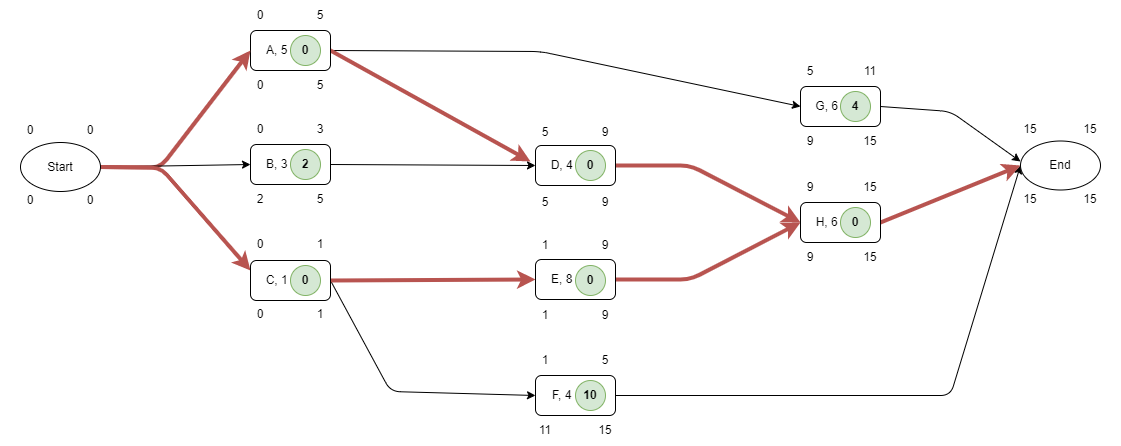 0 5
A, 5 0
0 5
5 11
G, 6 4
9 15
0 0
Start
0 0
0 3
B, 3 2
2 5
5 9
D, 4 0
5 9
15 15
End
15 15
9 15
H, 6 0
9 15
0 1
C, 1 0
0 1
1 9
E, 8 0
1 9
1 5
F, 4 10
11 15